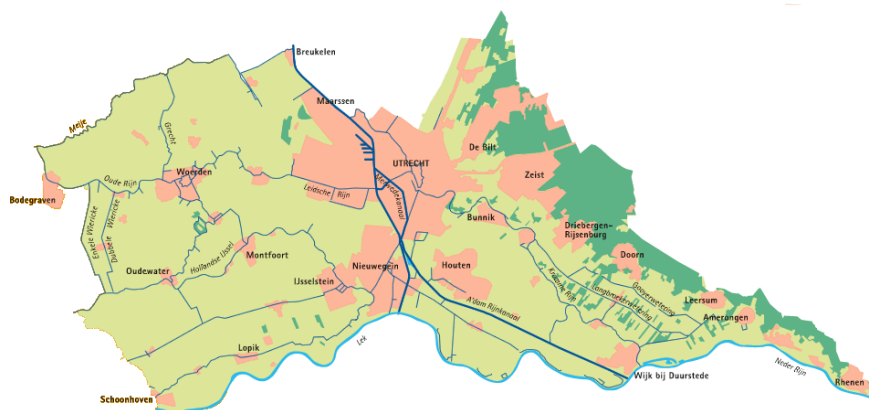 Breukelen
Maarssen
Meije
Grecht
UTRECHT
De Bilt
Zeist
Woerden
Oude Rijn
Leidsche Rijn
Merwedekanaal
Bodegraven
Enkele Wiericke
Dubbele Wiericke
Bunnik
Driebergen-
Rijsenburg
Hollandse IJssel
Montfoort
Oudewater
Nieuwegein
Houten
Doorn
IJsselstein
Kromme Rijn
Langbroekerwetering
Gooyerwetering
Leersum
Amerongen
A'dam Rijnkanaal
Lek
Lopik
Neder Rijn
Wijk bij Duurstede
Rhenen
Schoonhoven